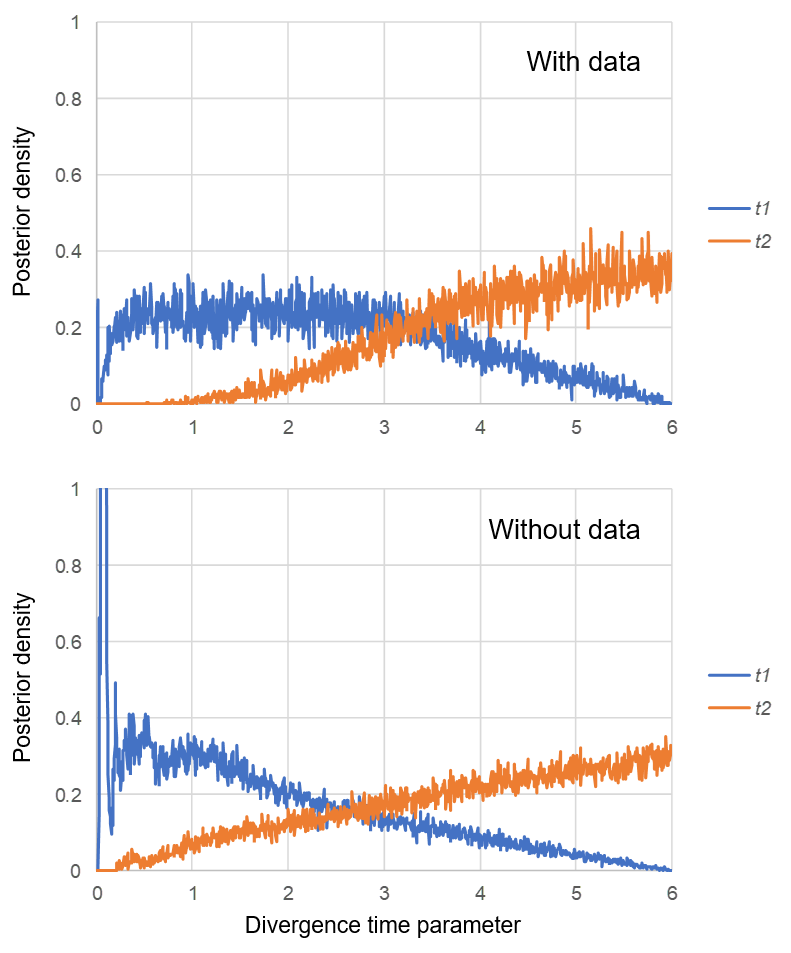 1
0.8
0.6
0.4
0.2
0
Posterior density
With data
t1
t2
0 1 2 3 4 5 6
1
0.8
0.6
0.4
0.2
0
Posterior density
Without data
t1
t2
0 1 2 3 4 5 6
Divergence time parameter